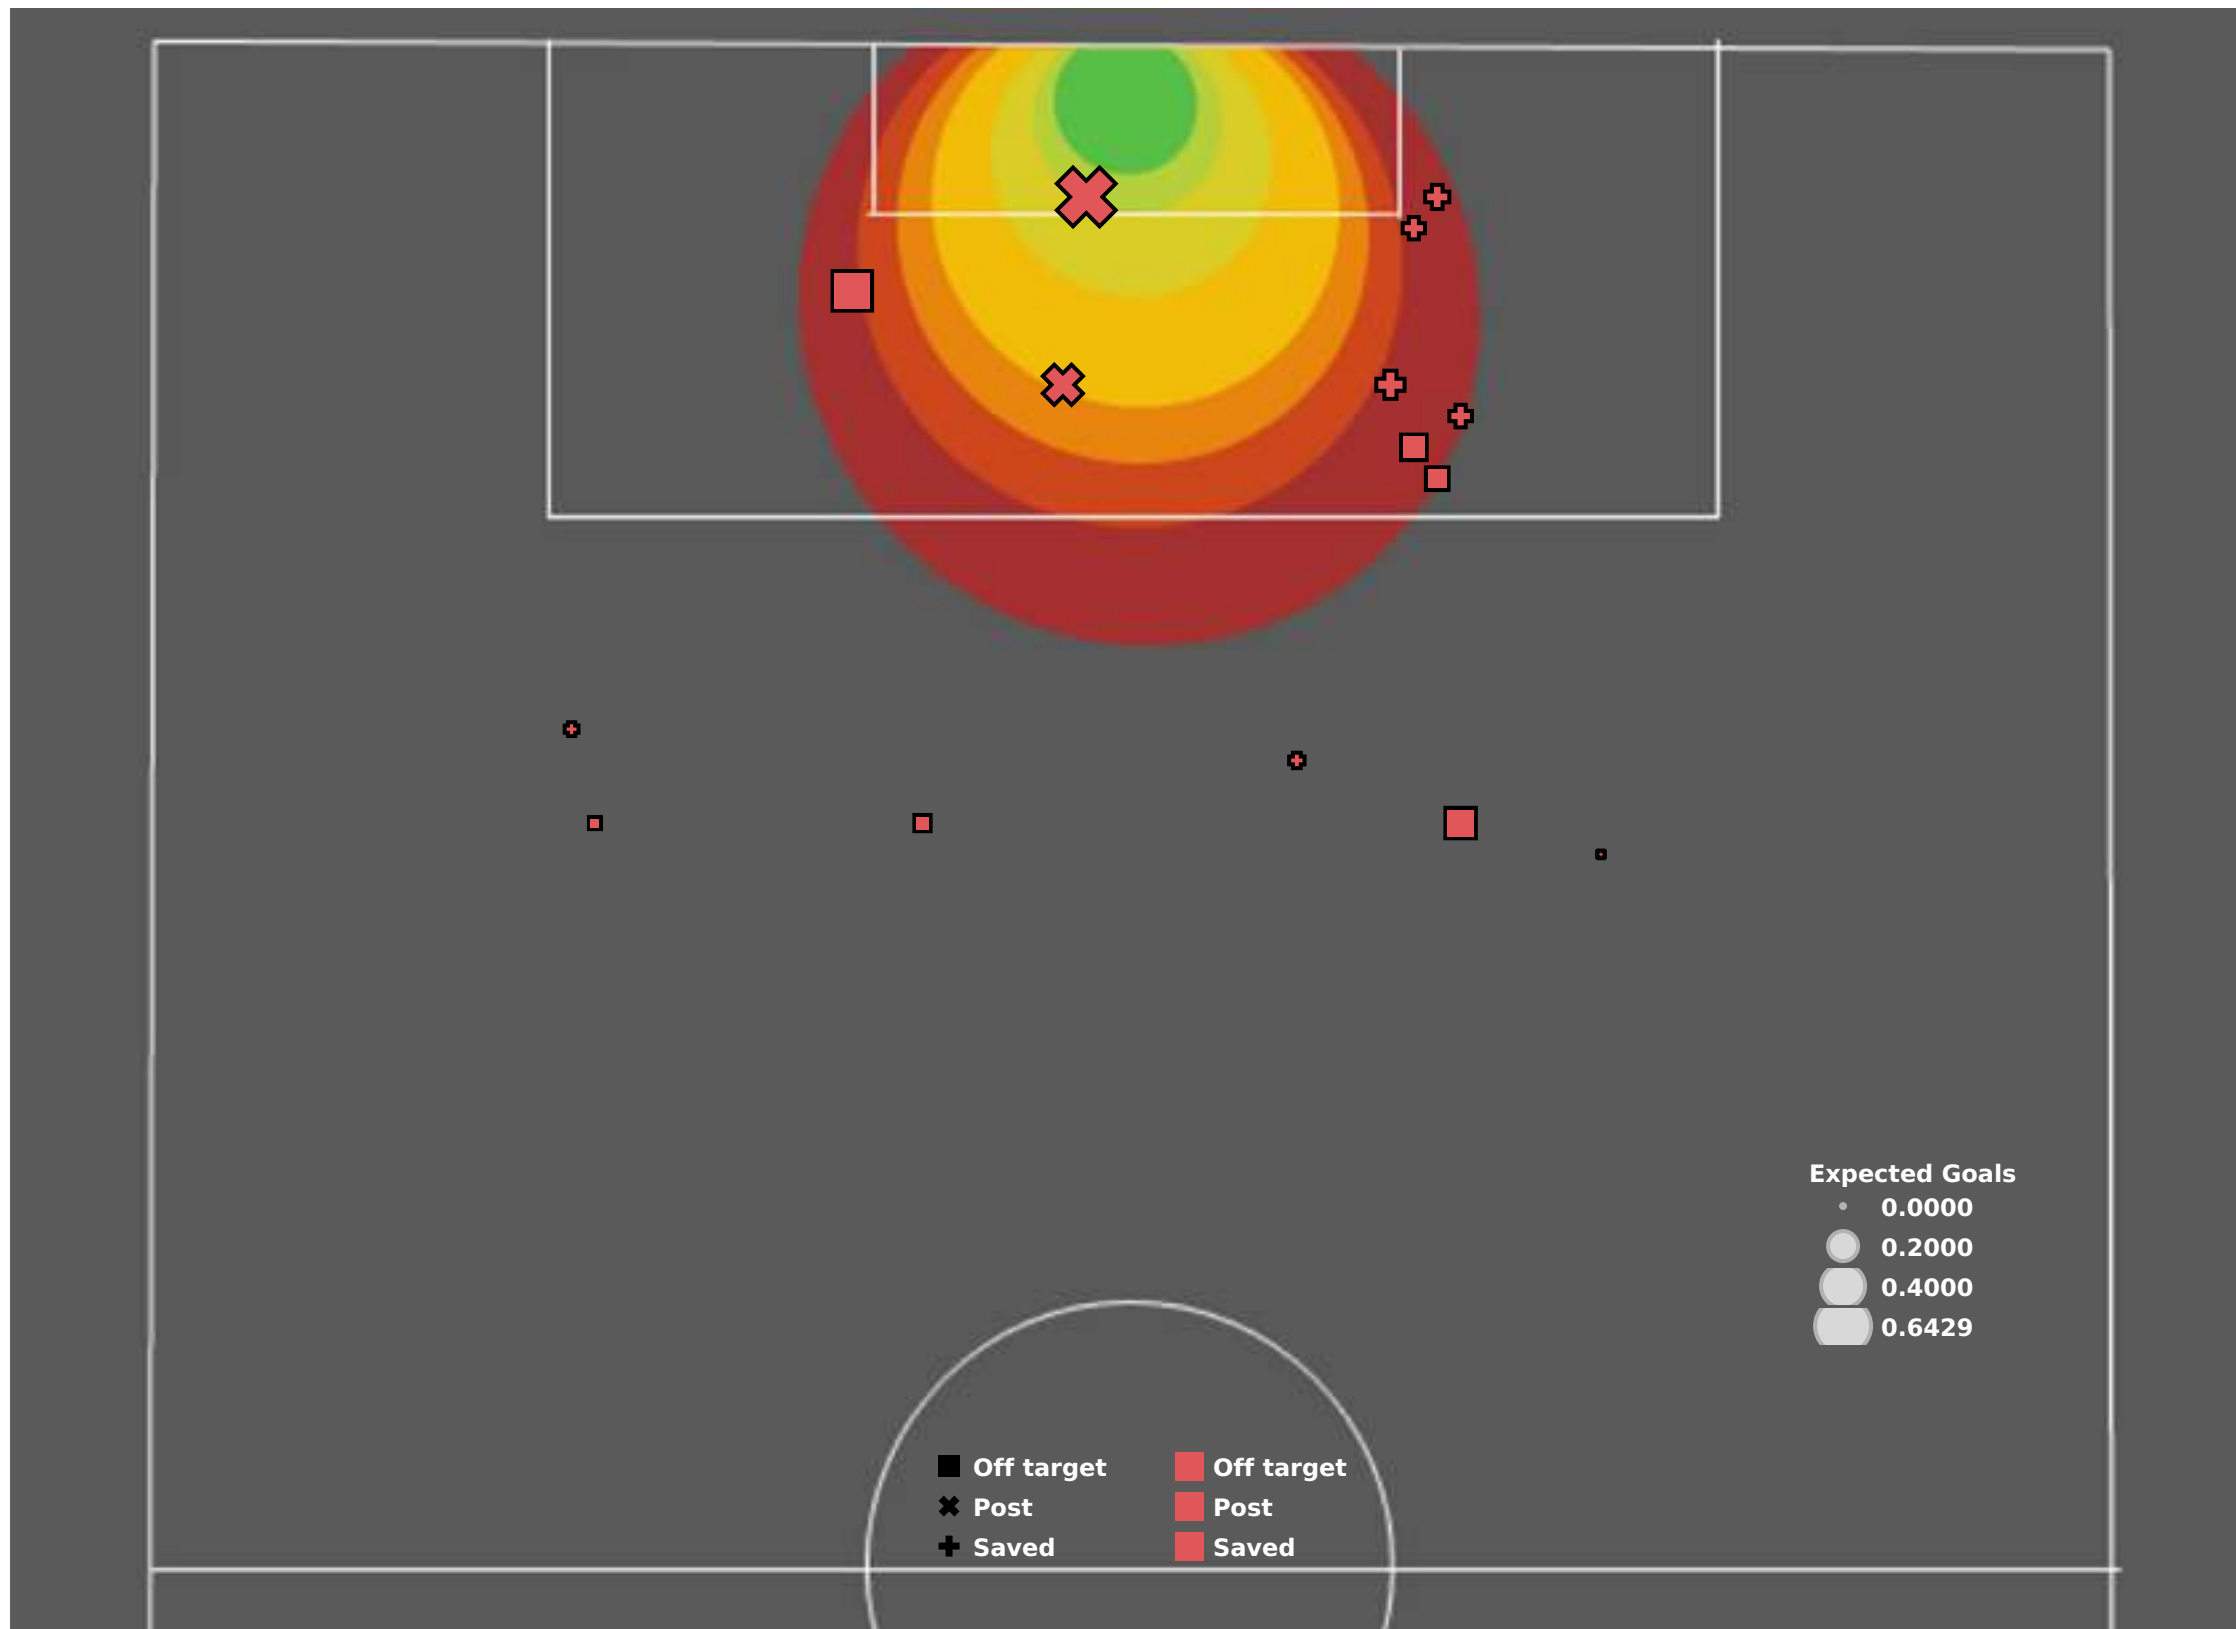 Expected Goals
0.0000
0.2000
0.4000
0.6429
Off target
Post
Saved
Off target
Post
Saved